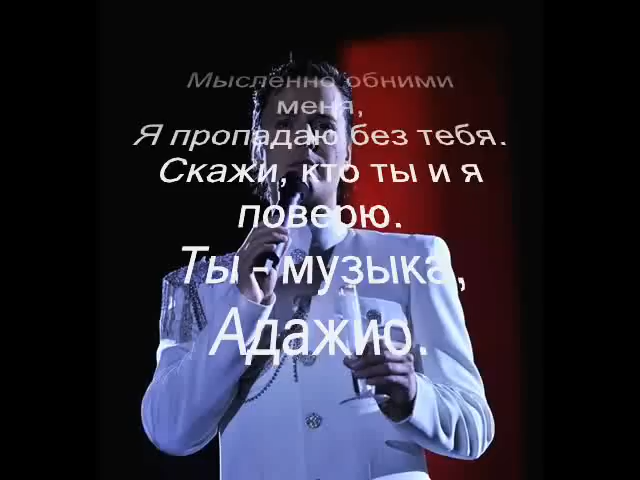 Мысленно обними
меня,
Я пропадаю без тебя.
Скажи, кто ты и я
поверю.
Ты - музыка,
Адажио.